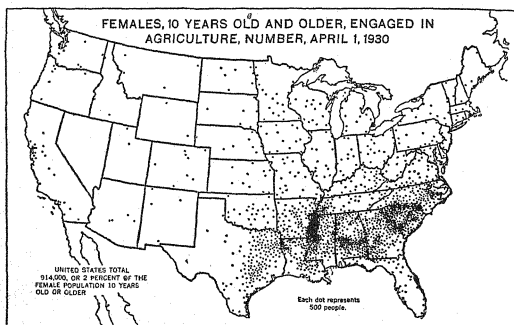 FEMALES, 10 YEARS OLD AND OLDER, ENGAGED IN
AGRICULTURE, NUMBER, APRIL 1, 1930
UNITED STATES TOTAL
914,000, OR 2 PERCENT OF THE
FEMALE POPULATION 10 YEARS
OLD OR OLDER
Each dot represents
500 people.